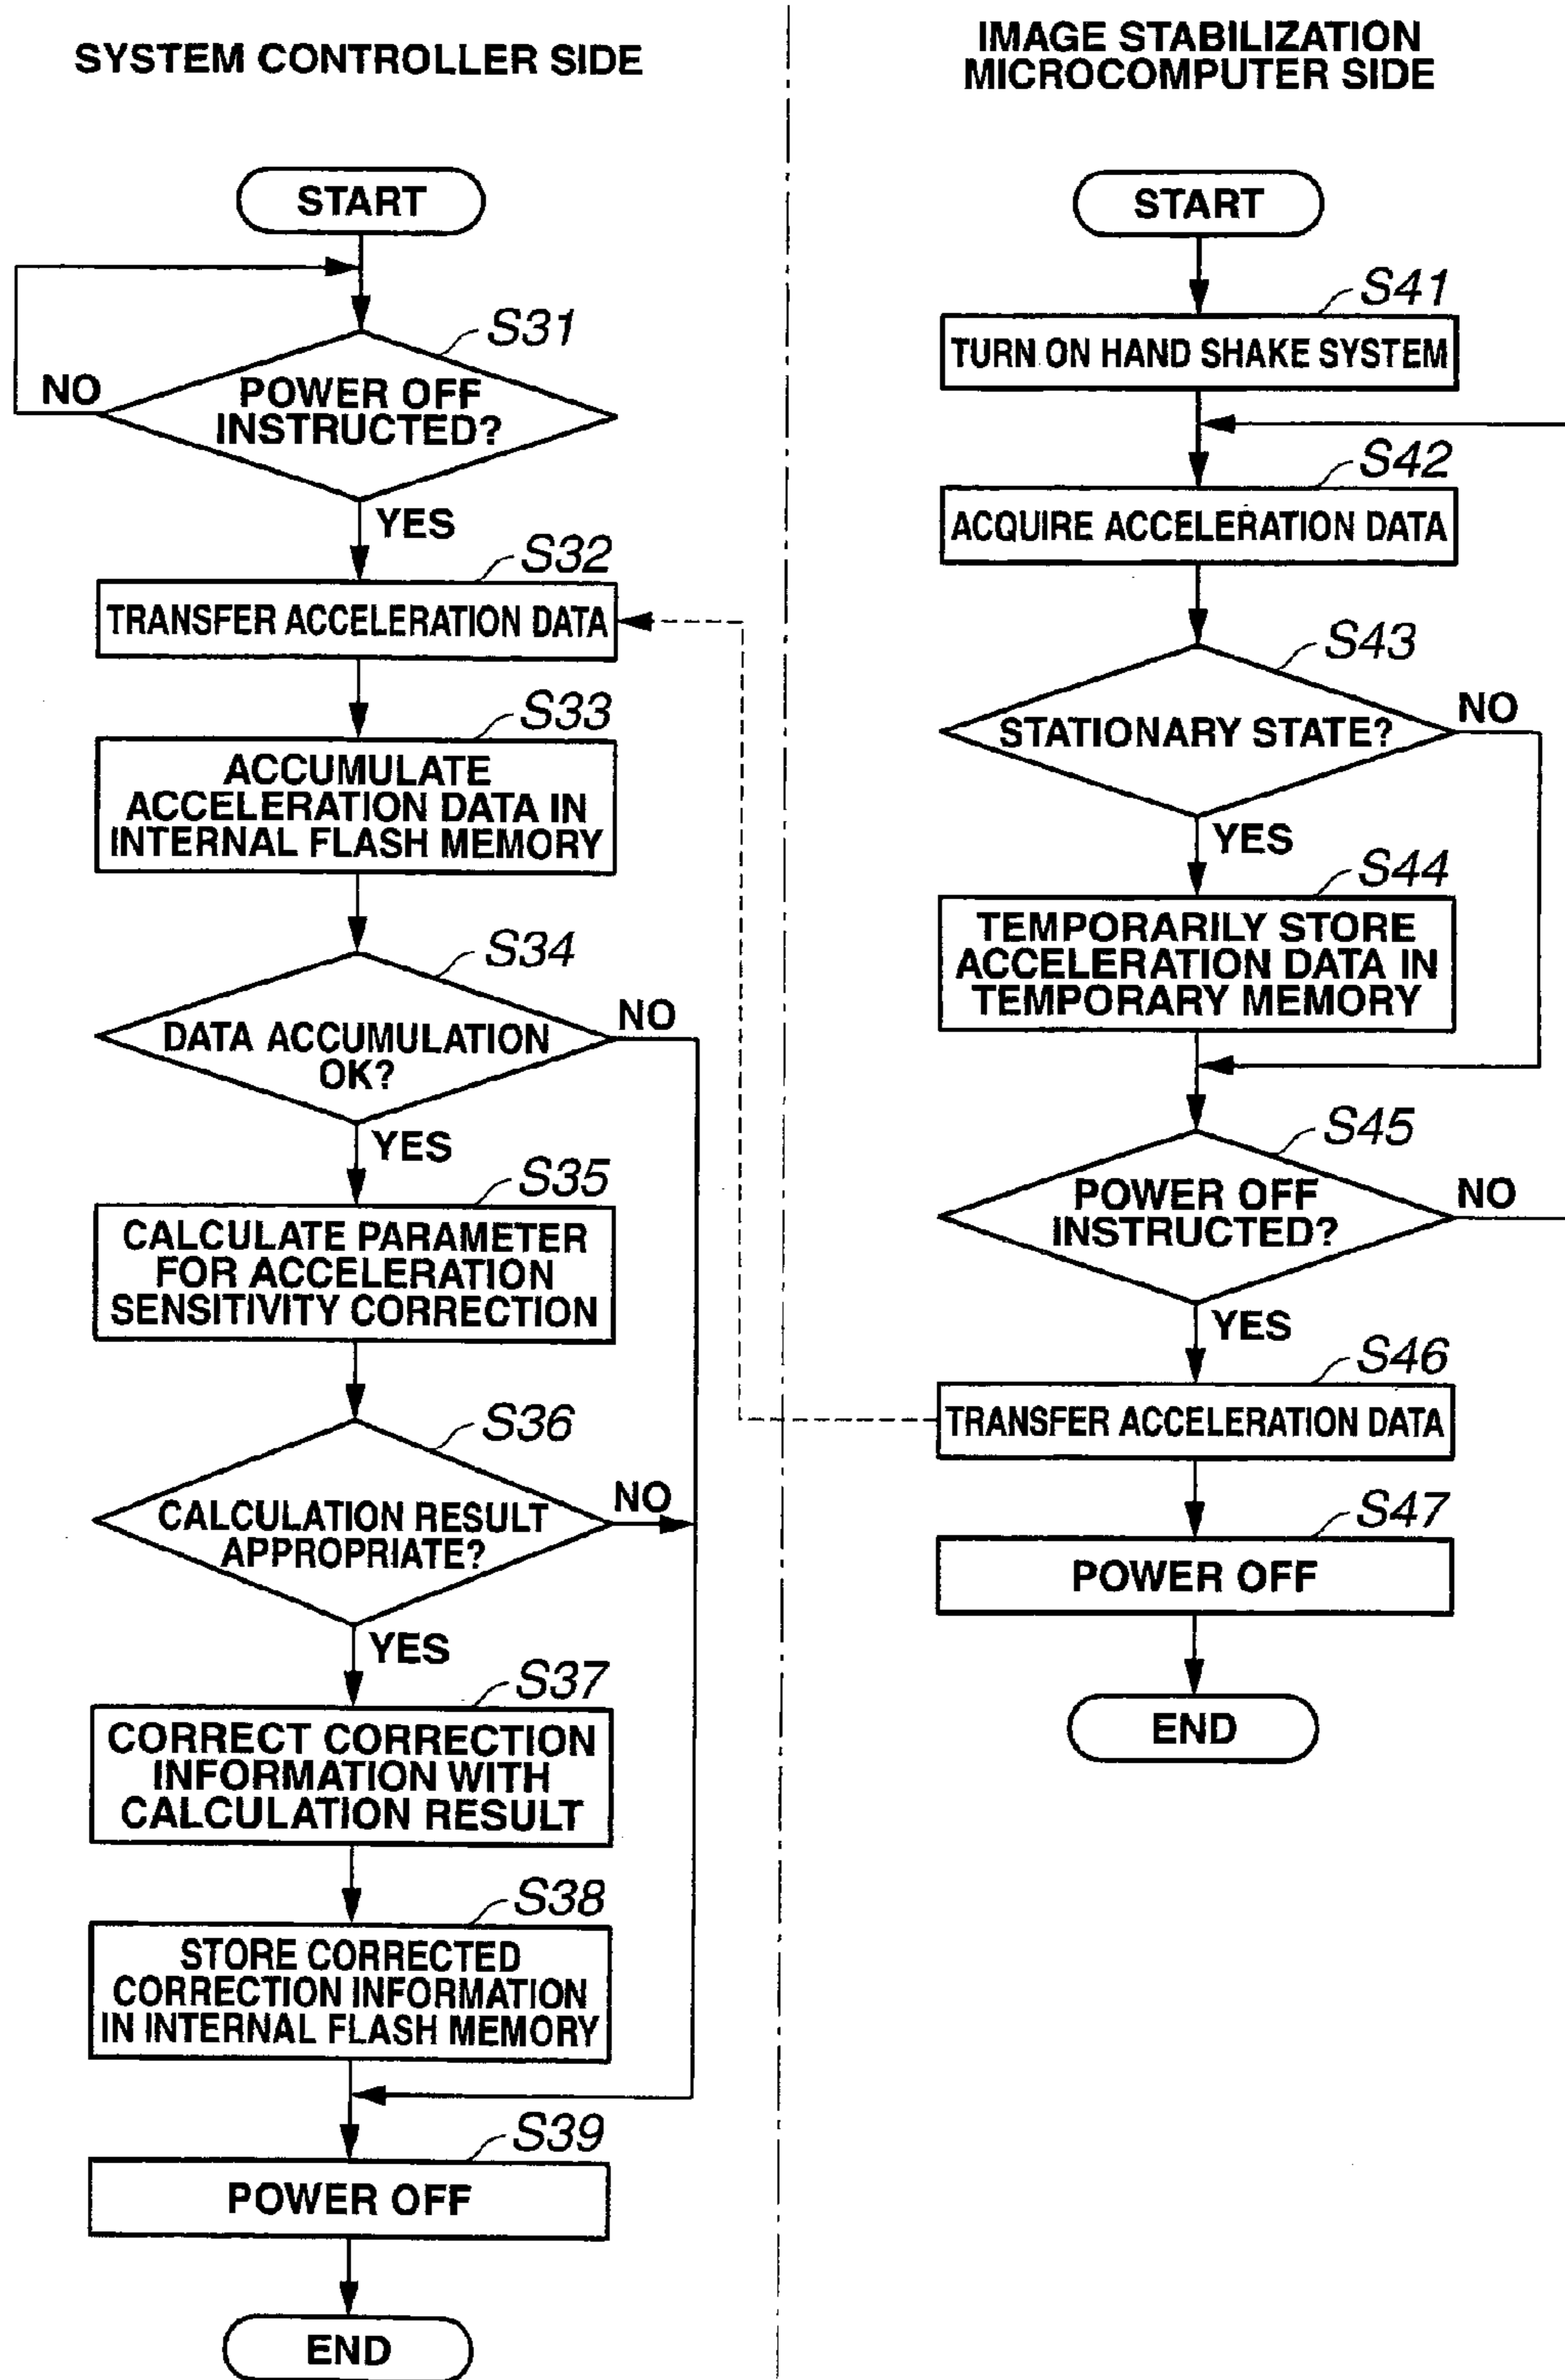 SYSTEM CONTROLLER SIDE
START
S31
NO
POWER OFF
INSTRUCTED?
YES
S32
TRANSFER ACCELERATION DATA
S33
ACCUMULATE
ACCELERATION DATA IN
INTERNAL FLASH MEMORY
S34
NO
DATA ACCUMULATION
OK?
YES
S35
CALCULATE PARAMETER
FOR ACCELERATION
SENSITIVITY CORRECTION
S36
NO
CALCULATION RESULT
APPROPRIATE?
YES
S37
CORRECT CORRECTION
INFORMATION WITH
CALCULATION RESULT
S38
STORE CORRECTED
CORRECTION INFORMATION
IN INTERNAL FLASH MEMORY
S39
POWER OFF
END
IMAGE STABILIZATION
MICROCOMPUTER SIDE
START
S41
TURN ON HAND SHAKE SYSTEM
S42
ACQUIRE ACCELERATION DATA
S43
NO
STATIONARY STATE?
YES
S44
TEMPORARILY STORE
ACCELERATION DATA IN
TEMPORARY MEMORY
S45
POWER OFF
NO
INSTRUCTED?
YES
S46
TRANSFER ACCELERATION DATA
S47
POWER OFF
END